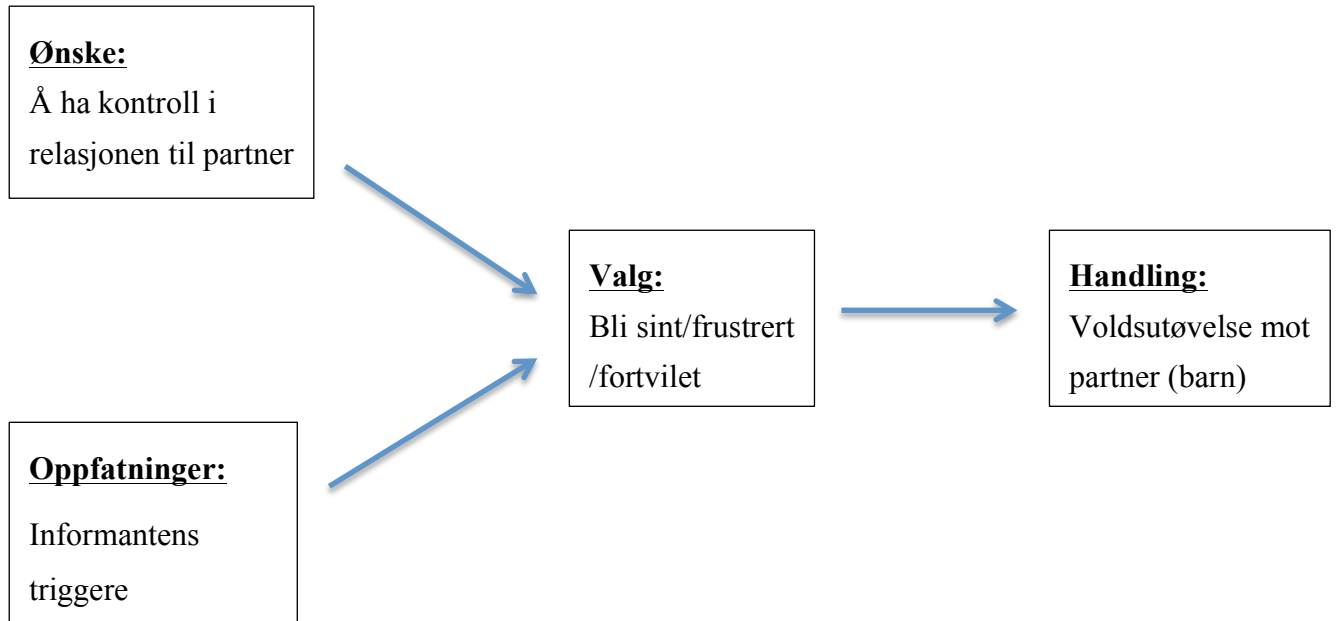 Ønske:
Å ha kontroll i
relasjonen til partner
Valg:
Bli sint/frustrert
/fortvilet
Handling:
Voldsutøvelse mot
partner (barn)
Oppfatninger:
Informantens
triggere